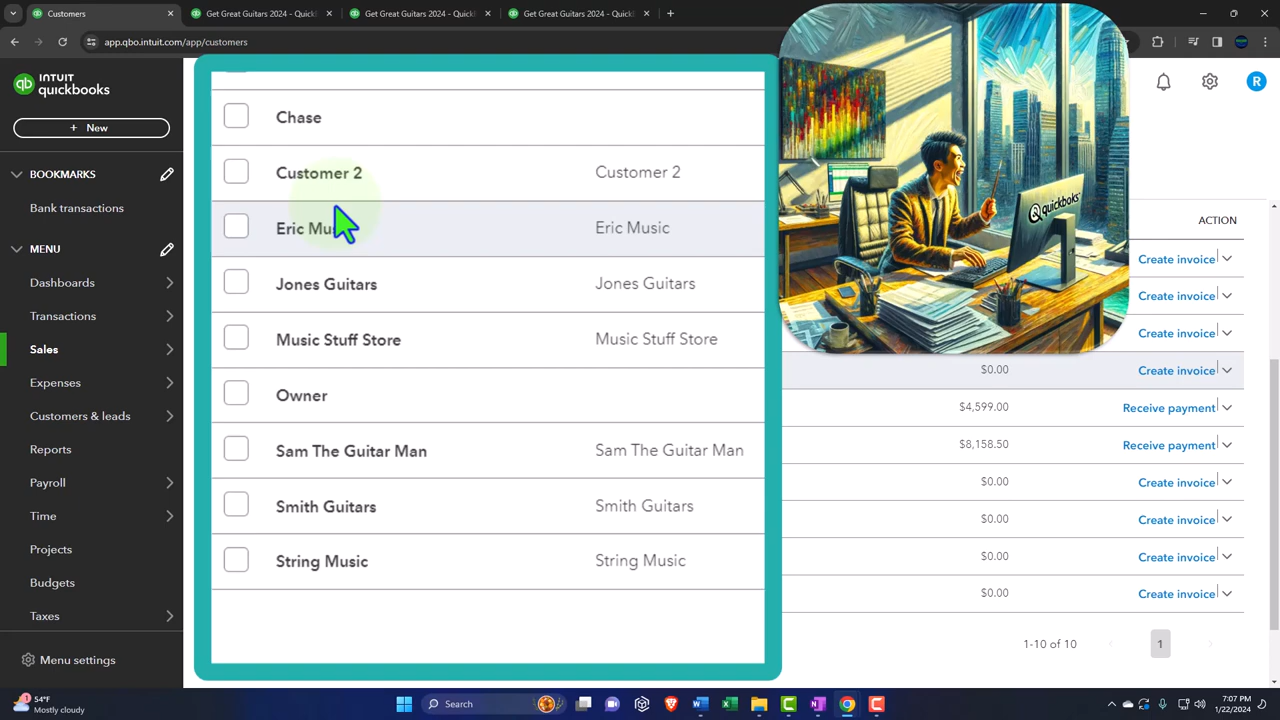 Customers
Get Great Guitars 2024 - QuickB
Get Great Guitars 2024 - QuickB
Get Great Guitars 2024 - QuickB
app.qbo.intuit.com/app/customers
INTUIT
quickbooks
R
+ New
BOOKMARKS
Bank transactions
MENU
Dashboards
Transactions
Sales
Expenses
Customers & leads
Reports
Payroll
Time
Projects
Budgets
Taxes
Menu settings
Chase
Customer 2 Customer 2
Eric Mus Eric Music
Jones Guitars Jones Guitars
Music Stuff Store Music Stuff Store
Owner
Sam The Guitar Man Sam The Guitar Man
Smith Guitars Smith Guitars
String Music String Music
quickboks
ACTION
Create invoice
Create invoice
Create invoice
$0.00 Create invoice
$4,599.00 Receive payment
$8,158.50 Receive payment
$0.00 Create invoice
$0.00 Create invoice
$0.00 Create invoice
$0.00 Create invoice
1-10 of 10 1
54°F
Mostly cloudy
Search
7:07 PM
1/22/2024